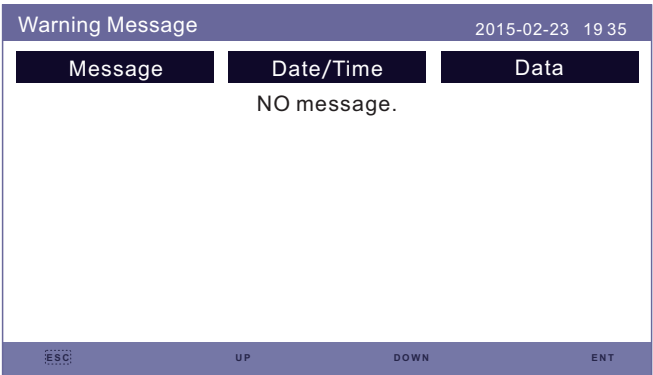 Warning Message 2015-02-23 19 35
Message Date/Time Data
NO message.
ESC UP DOWN ENT